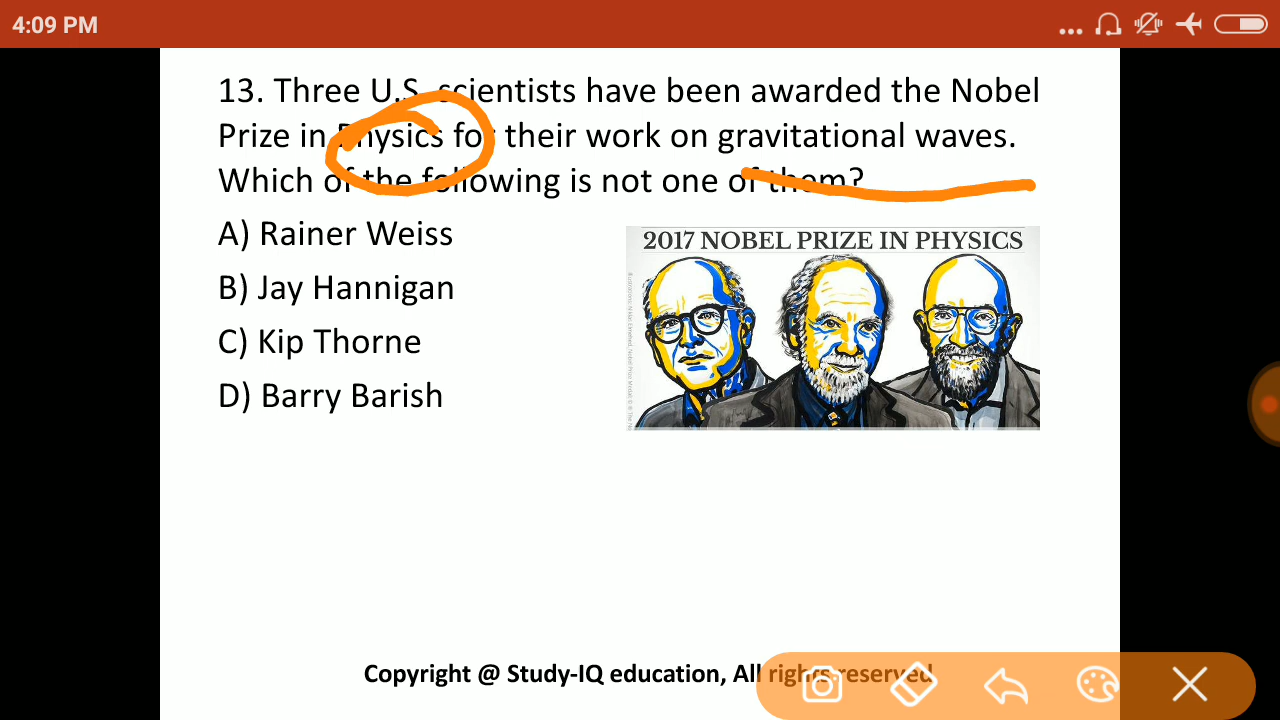 4:09 PM
13. Three U.S. scientists have been awarded the Nobel
Prize in Physics for their work on gravitational waves.
Which of the following is not one of them?
A) Rainer Weiss
B) Jay Hannigan
C) Kip Thorne
D) Barry Barish
2017 NOBEL PRIZE IN PHYSICS
Copyright @ Study-IQ education, All rights reserved